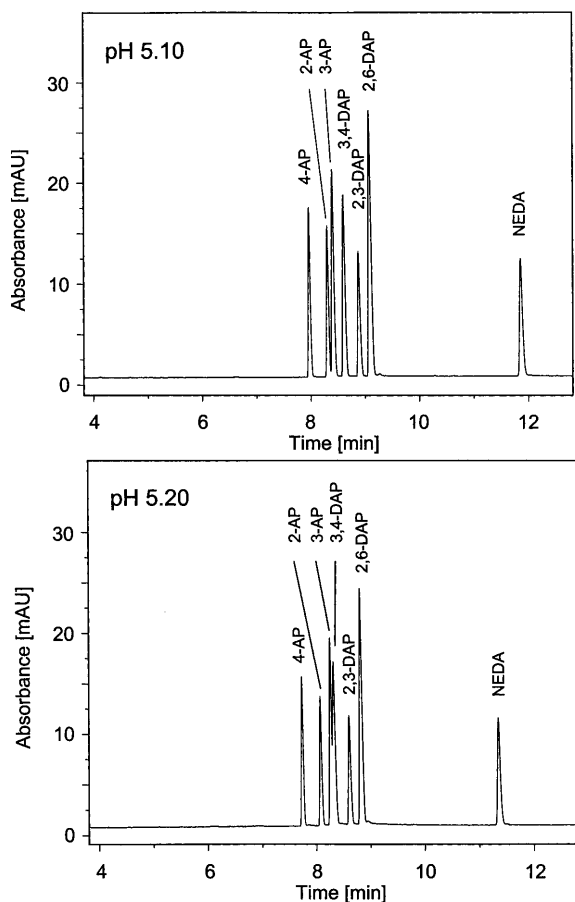 pH 5.10
2-AP
3-AP
2,6-DAP
3,4-DAP
4-AP
2,3-DAP
NEDA
Absorbance [mAU]
30
20
10
0
4
6
8
10
12
Time [min]
pH 5.20
2-AP
3-AP
3,4-DAP
2,6-DAP
4-AP
2,3-DAP
NEDA
Absorbance [mAU]
30
20
10
0
4
6
8
10
12
Time [min]